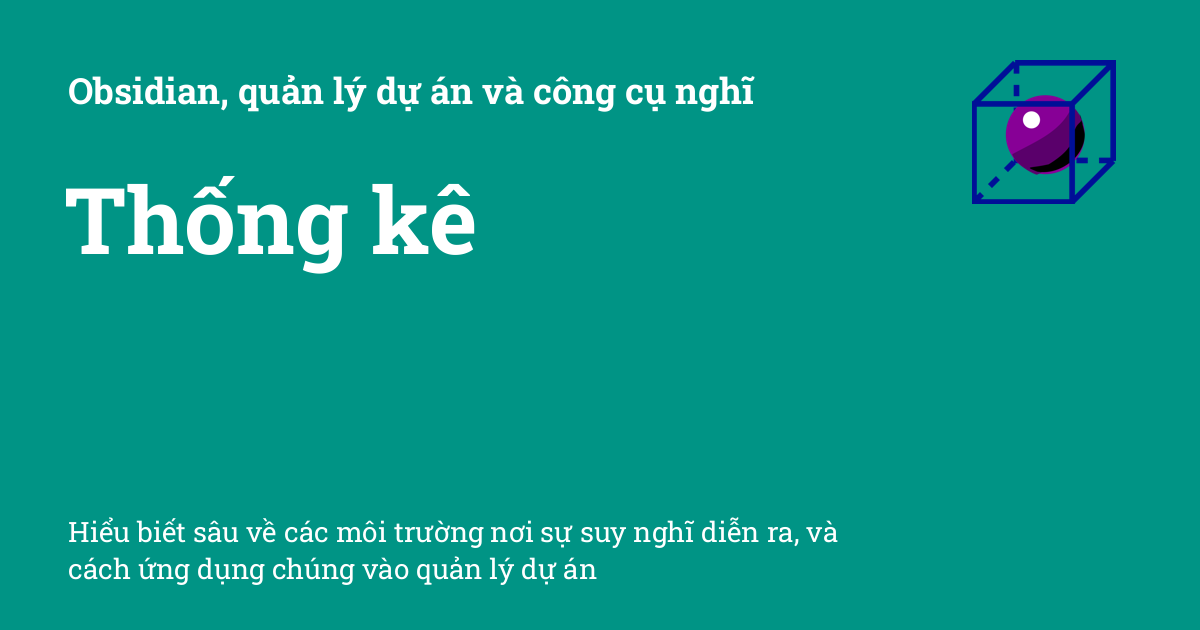 Obsidian, quản lý dự án và công cụ nghĩ
Thống kê
Hiểu biết sâu về các môi trường nơi sự suy nghĩ diễn ra, và
cách ứng dụng chúng vào quản lý dự án